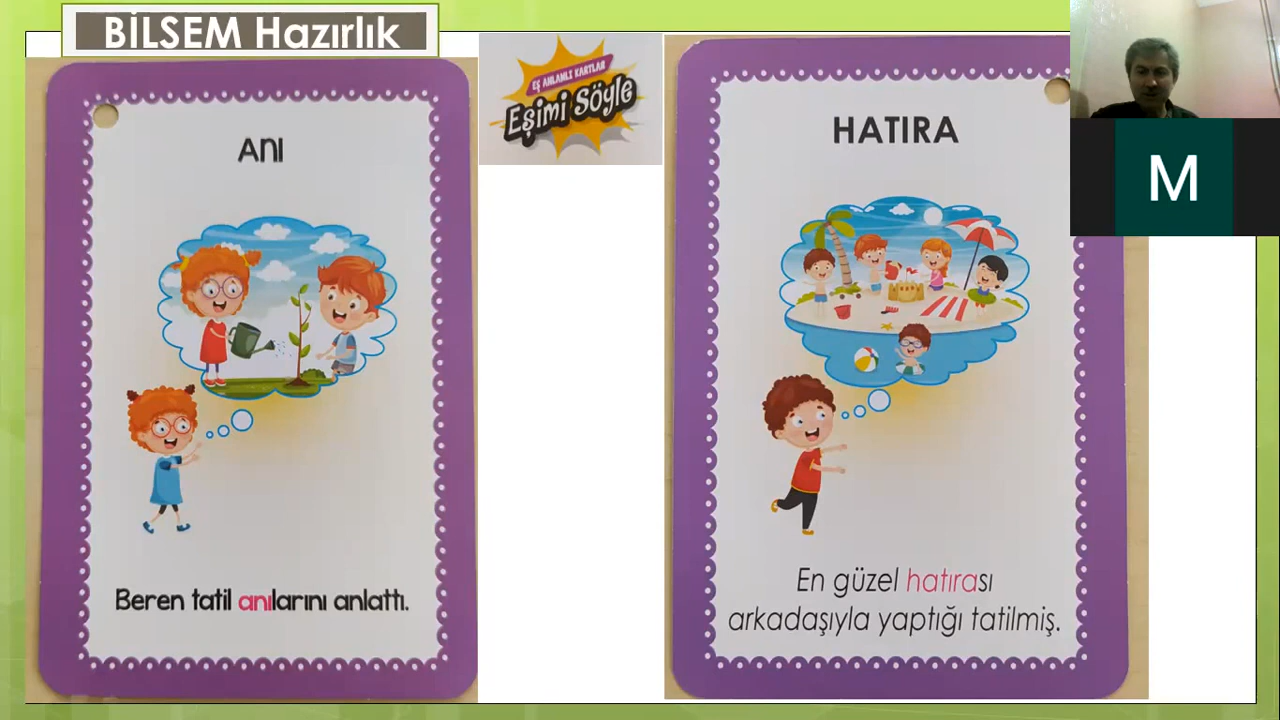 BİLSEM Hazırlık
ANI
Beren tatil anılarını anlattı.
EŞ ANLAMLI KARTLAR
Eşimi Söyle
HATIRA
En güzel hatırası
arkadaşıyla yaptığı tatilmiş.
M